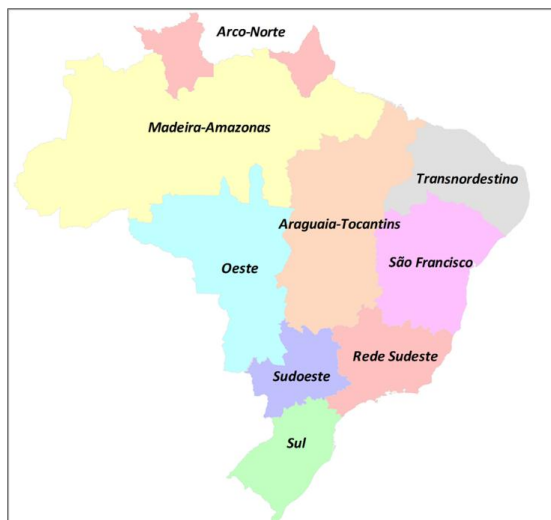 Arco-Norte
Madeira-Amazonas
Transnordestino
Araguaia-Tocantins
São Francisco
Oeste
Rede Sudeste
Sudoeste
Sul